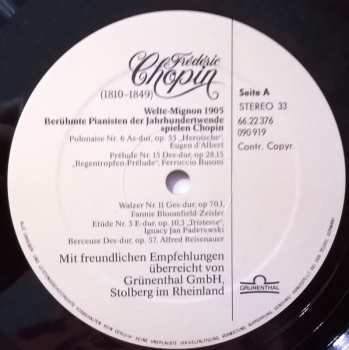 Frédéric
Chopin
(1810-1849)
Welte-Mignon 1905
Berühmte Pianisten der Jahrhundertwende
spielen Chopin
Polonaise Nr. 6 As-dur, op. 53 „Heroische“
Eugen d'Albert
Prélude Nr. 15 Des-dur, op 28,15
„Regentropfen-Prélude“, Ferruccio Busoni
Walzer Nr. 11 Ges-dur, op 70,1,
Fannie Bloomfield-Zeisler
Etüde Nr. 3 E-dur, op. 10,3 „Tristesse“,
Ignacy Jan Paderewski
Berceuse Des-dur, op. 57, Alfred Reisenauer
Mit freundlichen Empfehlungen
überreicht von
Grünenthal GmbH,
Stolberg im Rheinland
Seite A
STEREO 33
66.22 376
090 919
Contr. Copyr.
GRÜNENTHAL